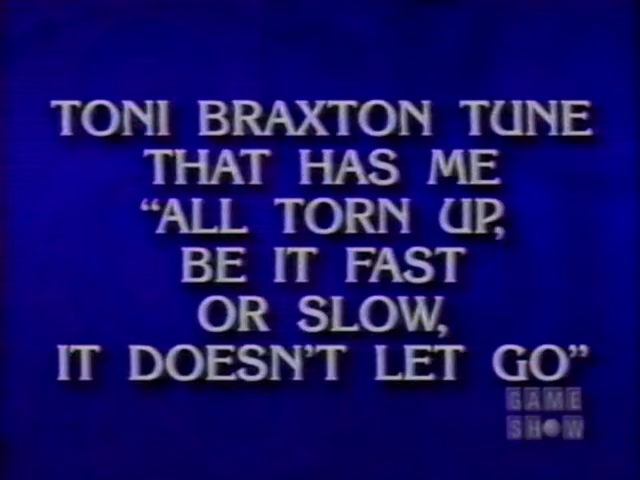 TONI BRAXTON TUNE
THAT HAS ME
“ALL TORN UP,
BE IT FAST
OR SLOW,
IT DOESN'T LET GO”
GAME
SHOW